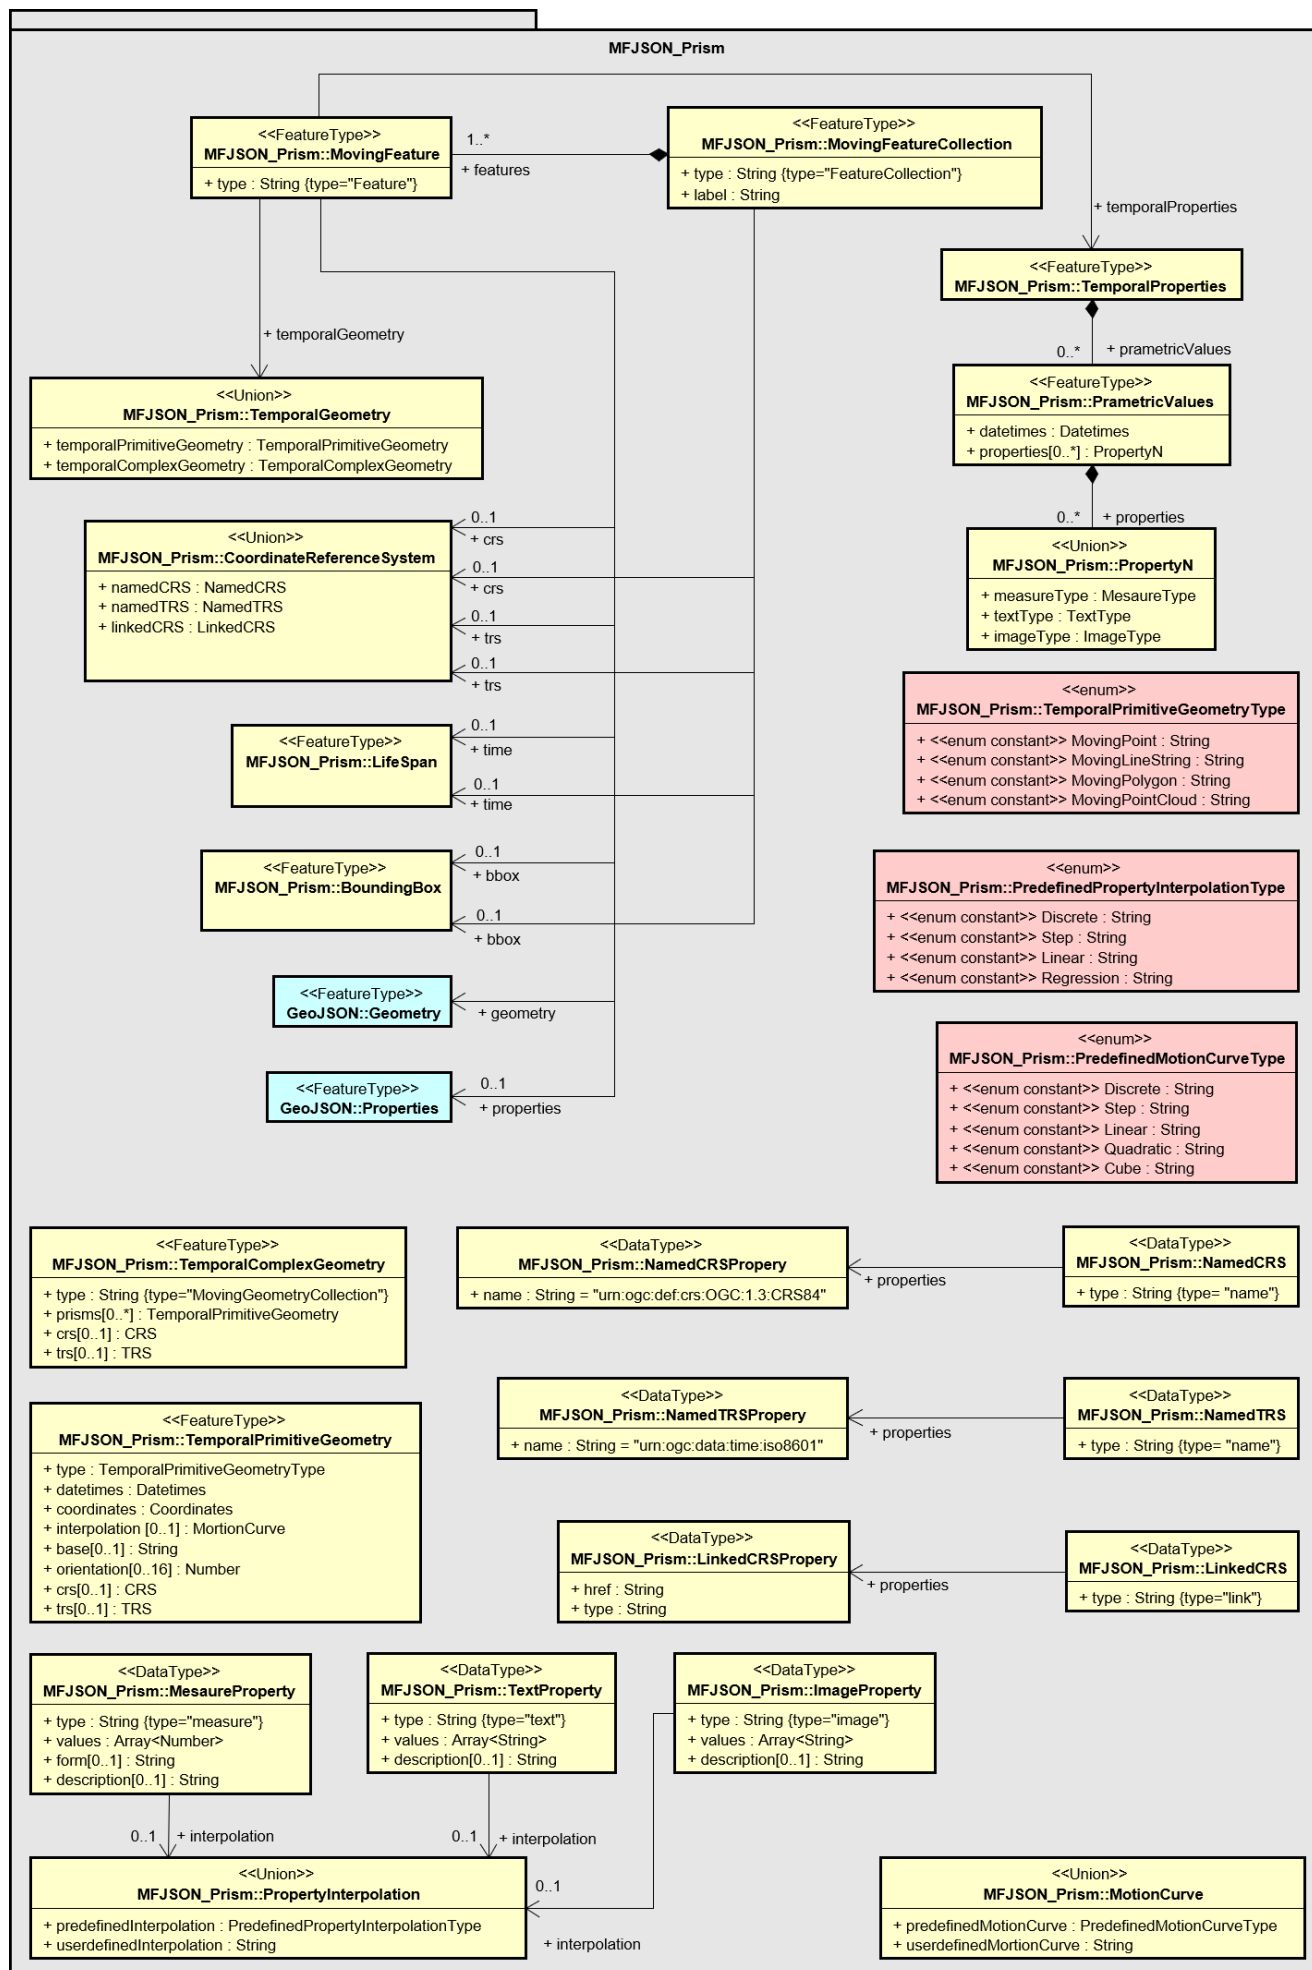 MFJSON_Prism
<<FeatureType>>
MFJSON_Prism::MovingFeature
+ type : String {type="Feature"}
1..*
+ features
<<FeatureType>>
MFJSON_Prism::MovingFeatureCollection
+ type : String {type="FeatureCollection"}
+ label : String
+ temporalProperties
<<FeatureType>>
MFJSON_Prism::TemporalProperties
0..*
+ prametricValues
<<FeatureType>>
MFJSON_Prism::PrametricValues
+ datetimes : Datetimes
+ properties[0..*] : PropertyN
0..*
+ properties
<<Union>>
MFJSON_Prism::PropertyN
+ measureType : MesaureType
+ textType : TextType
+ imageType : ImageType
+ temporalGeometry
<<Union>>
MFJSON_Prism::TemporalGeometry
+ temporalPrimitiveGeometry : TemporalPrimitiveGeometry
+ temporalComplexGeometry : TemporalComplexGeometry
<<Union>>
MFJSON_Prism::CoordinateReferenceSystem
+ namedCRS : NamedCRS
+ namedTRS : NamedTRS
+ linkedCRS : LinkedCRS
0..1
+ crs
0..1
+ crs
0..1
+ trs
0..1
+ trs
<<FeatureType>>
MFJSON_Prism::LifeSpan
0..1
+ time
0..1
+ time
<<FeatureType>>
MFJSON_Prism::BoundingBox
0..1
+ bbox
0..1
+ bbox
<<FeatureType>>
GeoJSON::Geometry
+ geometry
<<FeatureType>>
GeoJSON::Properties
0..1
+ properties
<<enum>>
MFJSON_Prism::TemporalPrimitiveGeometryType
+ <<enum constant>> MovingPoint : String
+ <<enum constant>> MovingLineString : String
+ <<enum constant>> MovingPolygon : String
+ <<enum constant>> MovingPointCloud : String
<<enum>>
MFJSON_Prism::PredefinedPropertyInterpolationType
+ <<enum constant>> Discrete : String
+ <<enum constant>> Step : String
+ <<enum constant>> Linear : String
+ <<enum constant>> Regression : String
<<enum>>
MFJSON_Prism::PredefinedMotionCurveType
+ <<enum constant>> Discrete : String
+ <<enum constant>> Step : String
+ <<enum constant>> Linear : String
+ <<enum constant>> Quadratic : String
+ <<enum constant>> Cube : String
<<FeatureType>>
MFJSON_Prism::TemporalComplexGeometry
+ type : String {type="MovingGeometryCollection"}
+ prisms[0..*] : TemporalPrimitiveGeometry
+ crs[0..1] : CRS
+ trs[0..1] : TRS
<<DataType>>
MFJSON_Prism::NamedCRSPropery
+ name : String = "urn:ogc:def:crs:OGC:1.3:CRS84"
+ properties
<<DataType>>
MFJSON_Prism::NamedCRS
+ type : String {type= "name"}
<<FeatureType>>
MFJSON_Prism::TemporalPrimitiveGeometry
+ type : TemporalPrimitiveGeometryType
+ datetimes : Datetimes
+ coordinates : Coordinates
+ interpolation [0..1] : MortionCurve
+ base[0..1] : String
+ orientation[0..16] : Number
+ crs[0..1] : CRS
+ trs[0..1] : TRS
<<DataType>>
MFJSON_Prism::NamedTRSPropery
+ name : String = "urn:ogc:data:time:iso8601"
+ properties
<<DataType>>
MFJSON_Prism::NamedTRS
+ type : String {type= "name"}
<<DataType>>
MFJSON_Prism::LinkedCRSPropery
+ href : String
+ type : String
+ properties
<<DataType>>
MFJSON_Prism::LinkedCRS
+ type : String {type="link"}
<<DataType>>
MFJSON_Prism::MesaureProperty
+ type : String {type="measure"}
+ values : Array<Number>
+ form[0..1] : String
+ description[0..1] : String
<<DataType>>
MFJSON_Prism::TextProperty
+ type : String {type="text"}
+ values : Array<String>
+ description[0..1] : String
<<DataType>>
MFJSON_Prism::ImageProperty
+ type : String {type="image"}
+ values : Array<String>
+ description[0..1] : String
0..1
+ interpolation
0..1
+ interpolation
0..1
+ interpolation
<<Union>>
MFJSON_Prism::PropertyInterpolation
+ predefinedInterpolation : PredefinedPropertyInterpolationType
+ userdefinedInterpolation : String
<<Union>>
MFJSON_Prism::MotionCurve
+ predefinedMotionCurve : PredefinedMotionCurveType
+ userdefinedMortionCurve : String